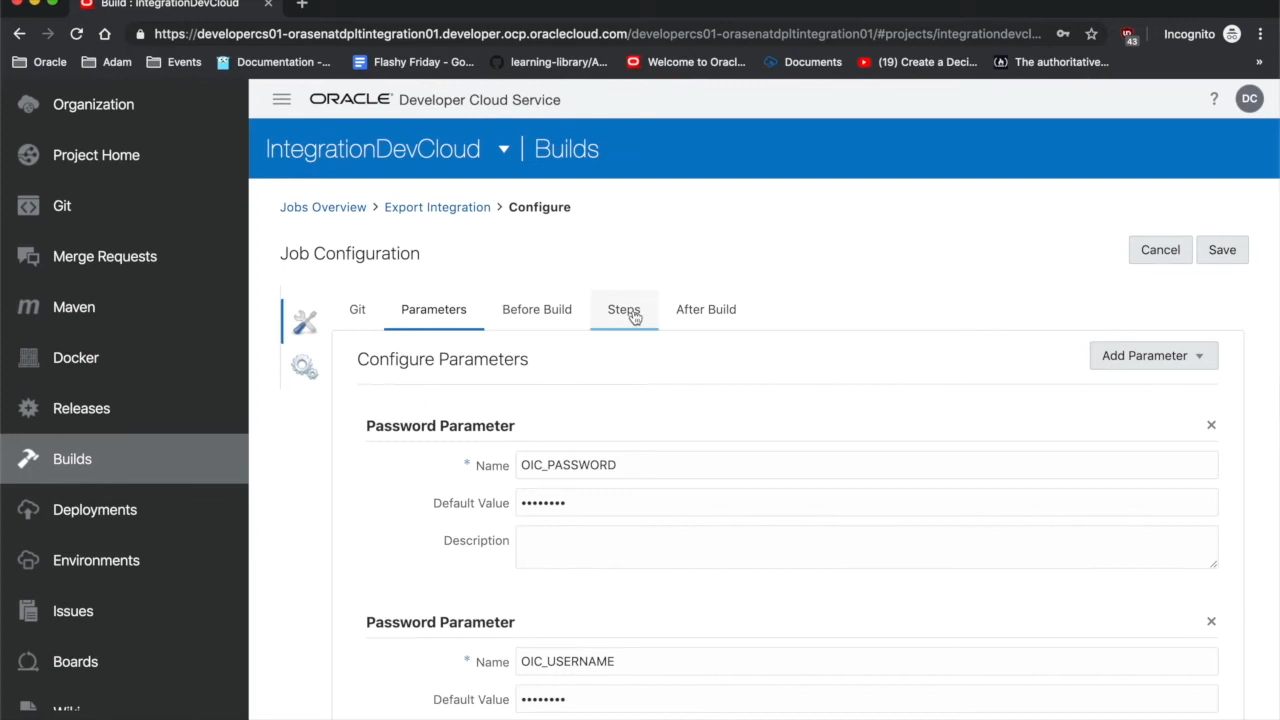 Build : IntegrationDevCloud
https://developercs01-orasenatdpltintegration01.developer.ocp.oraclecloud.com/developercs01-orasenatdpltintegration01/#projects/integrationdevcl...
43
Incognito
Oracle
Adam
Events
Documentation -...
Flashy Friday - Go...
learning-library/A...
Welcome to Oracl...
Documents
(19) Create a Deci...
The authoritative...
»
Organization
Project Home
Git
Merge Requests
Maven
Docker
Releases
Builds
Deployments
Environments
Issues
Boards
ORACLE Developer Cloud Service
?
DC
IntegrationDevCloud | Builds
Jobs Overview > Export Integration > Configure
Job Configuration
Cancel
Save
Git
Parameters
Before Build
Steps
After Build
Configure Parameters
Add Parameter
Password Parameter
* Name
OIC_PASSWORD
Default Value
••••••••
Description
Password Parameter
* Name
OIC_USERNAME
Default Value
••••••••